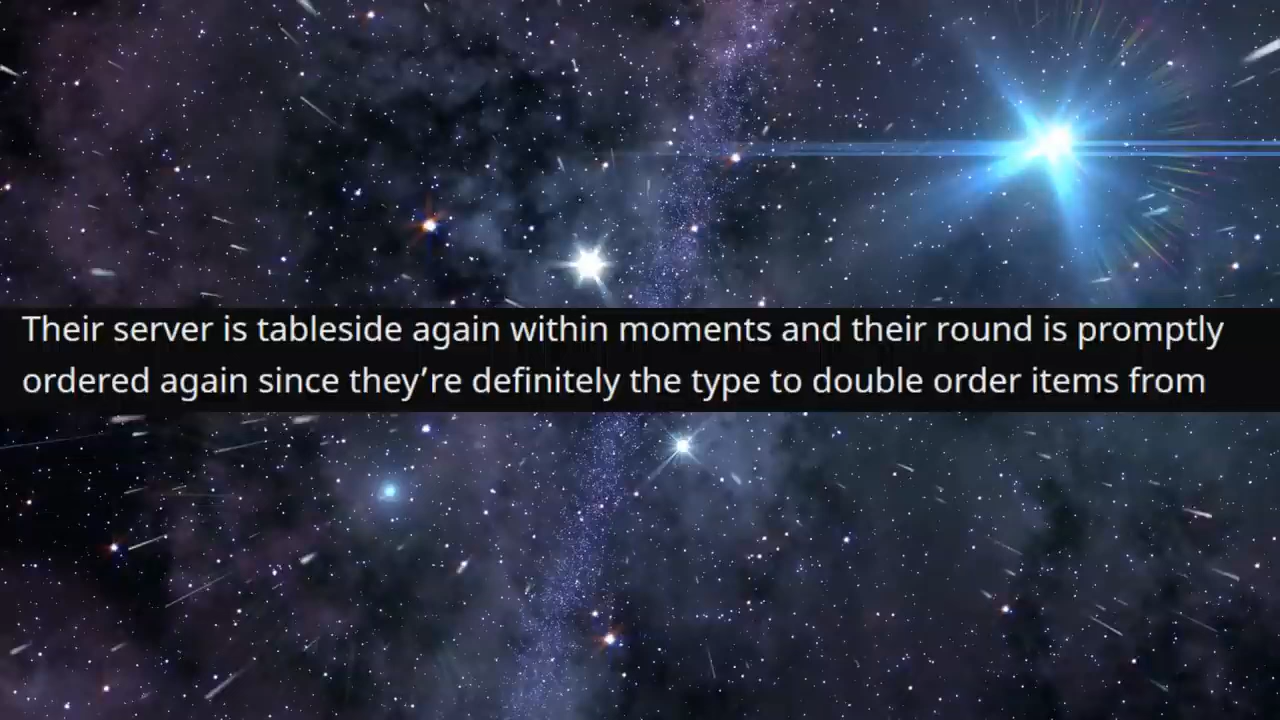 Their server is tableside again within moments and their round is promptly
ordered again since they’re definitely the type to double order items from